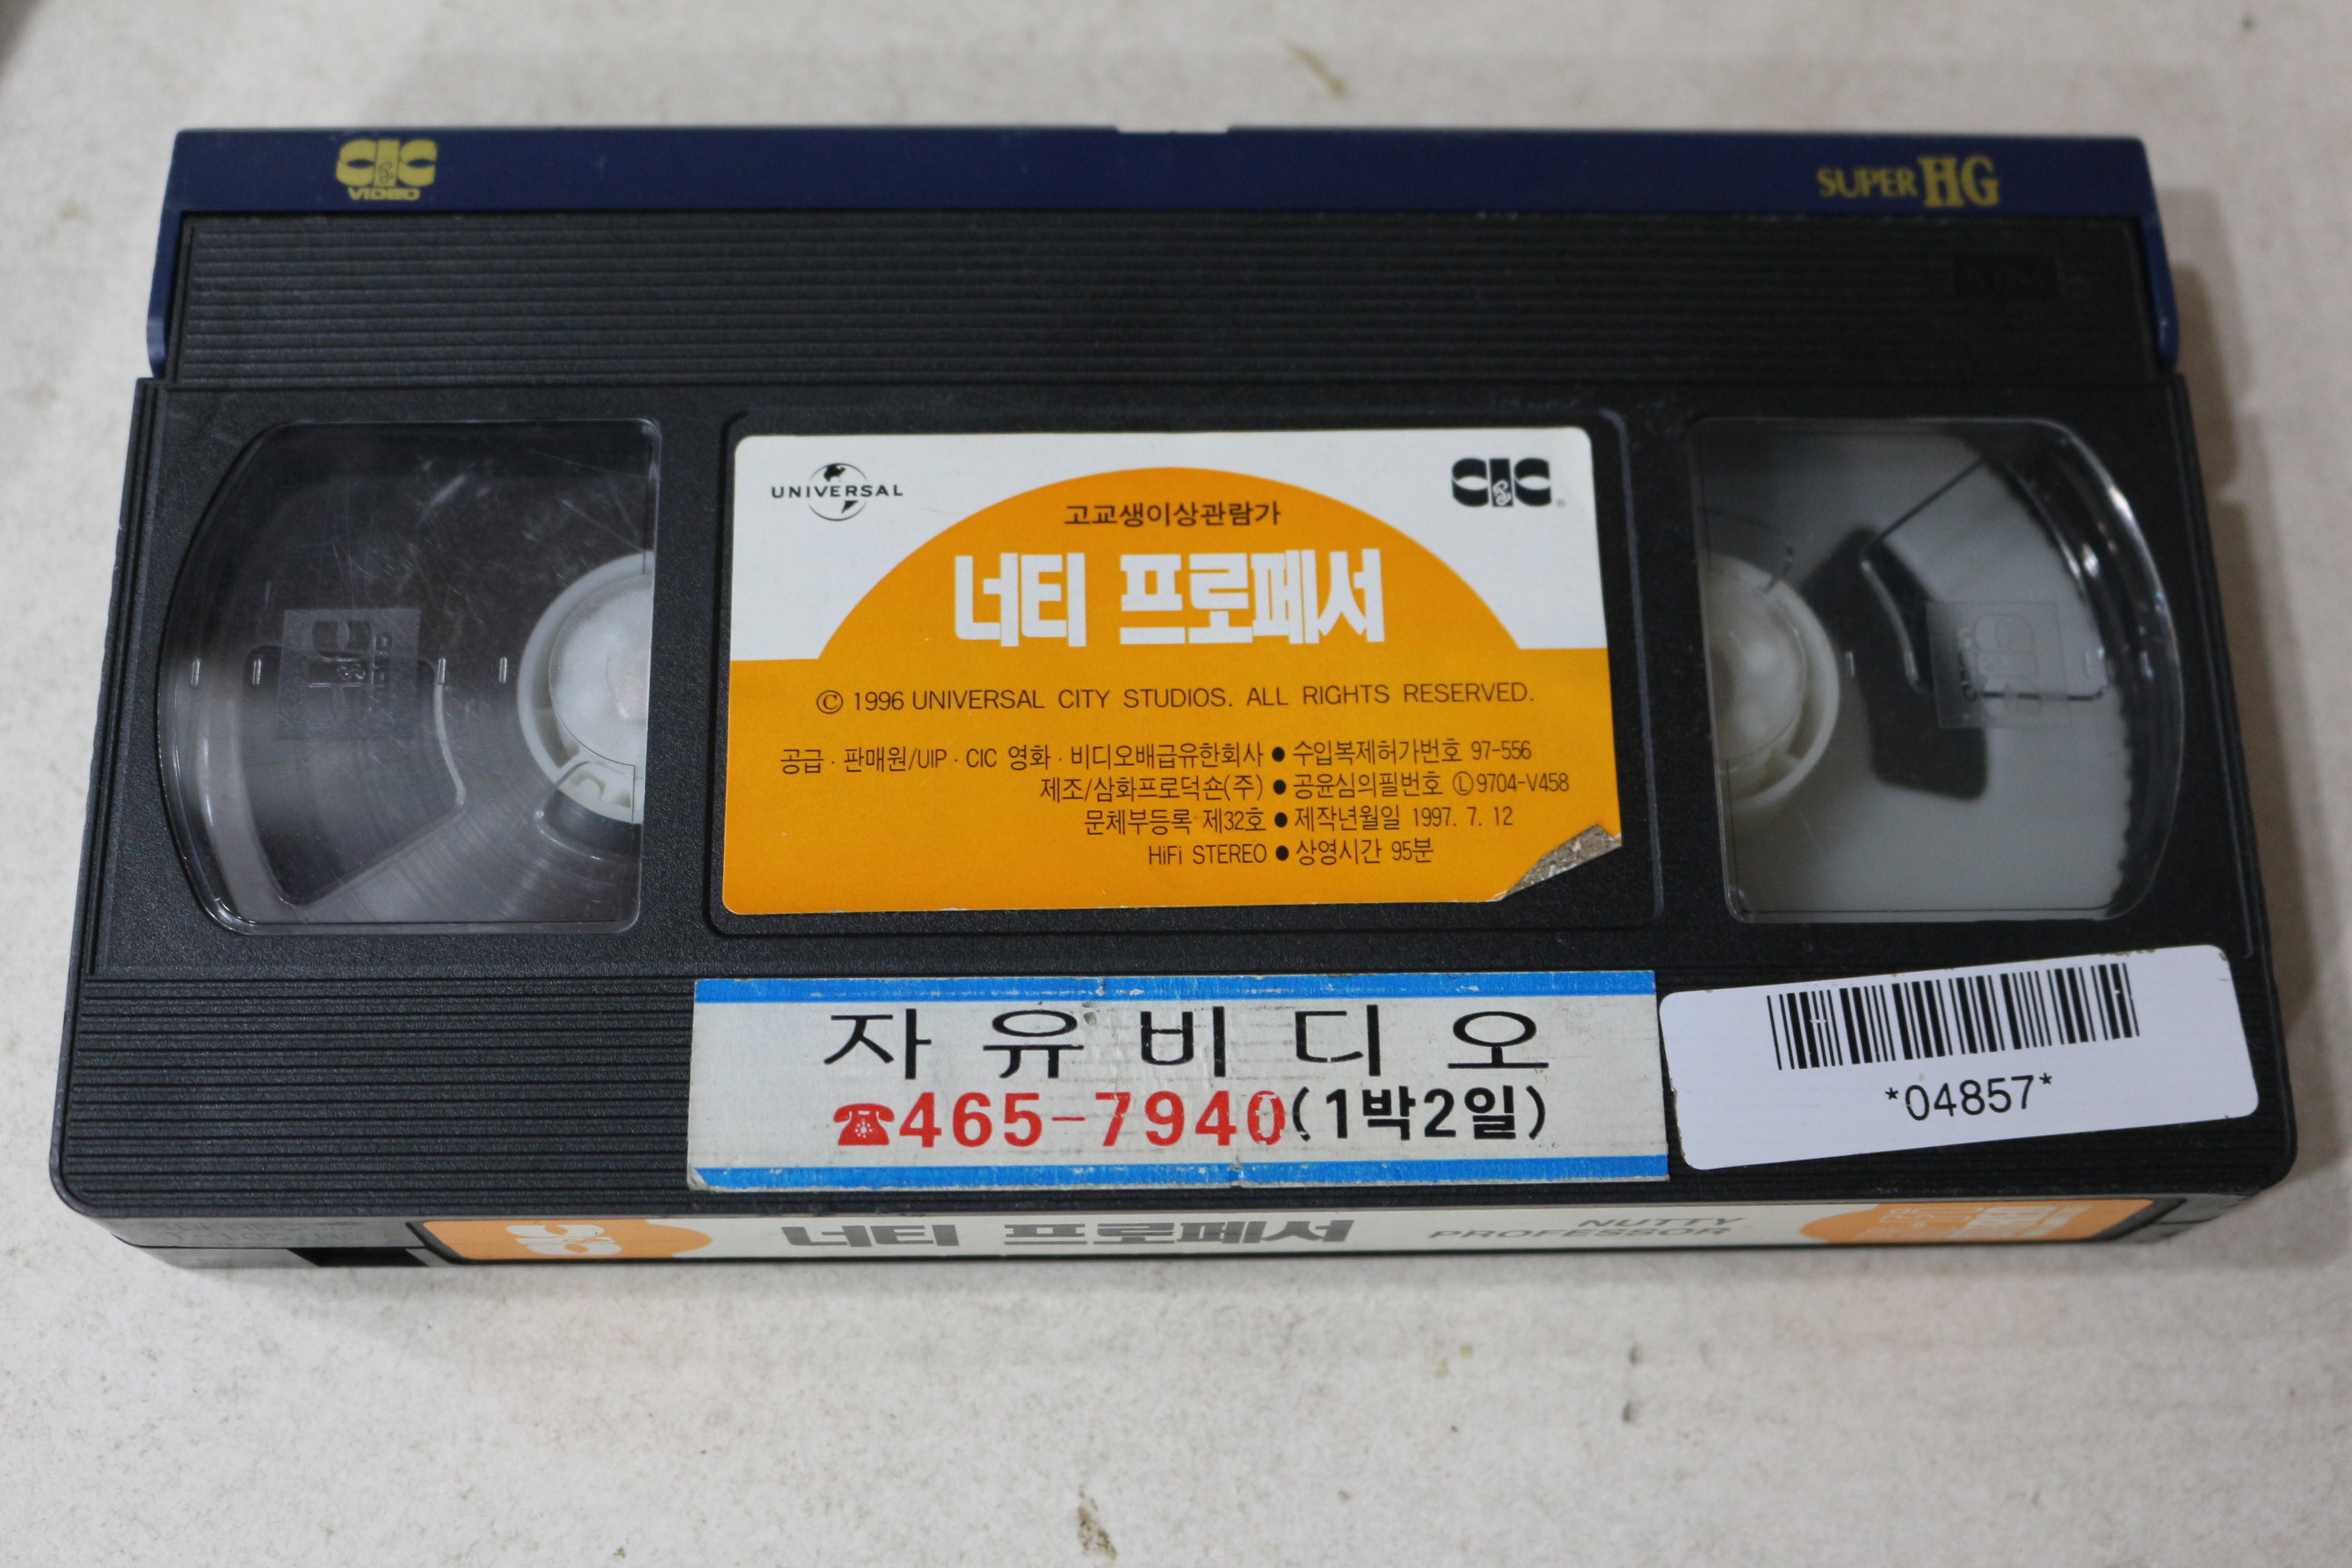 CIC
VIDEO
SUPER HG
UNIVERSAL
CIC
고교생이상관람가
너티 프로페서
© 1996 UNIVERSAL CITY STUDIOS. ALL RIGHTS RESERVED.
공급·판매원/UIP·CIC 영화·비디오배급유한회사 ● 수입복제허가번호 97-556
제조/삼화프로덕숀(주) ● 공윤심의필번호 Ⓛ9704-V458
문체부등록 제32호 ● 제작년월일 1997. 7. 12
HiFi STEREO ● 상영시간 95분
자유비디오
☎465-7940(1박2일)
*04857*
CIC
너티 프로페서
NUTTY
PROFESSOR